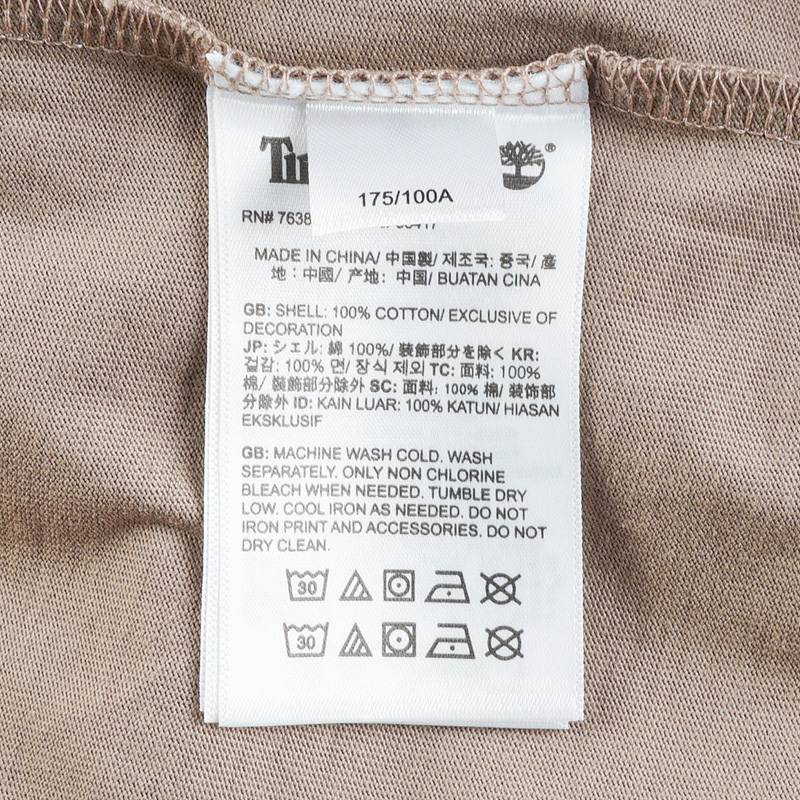 175/100A
RN# 7638
MADE IN CHINA/ 中国製/ 제조국: 중국/ 產
地：中國/ 产地：中国/ BUATAN CINA
GB: SHELL: 100% COTTON/ EXCLUSIVE OF
DECORATION
JP: シェル: 綿 100%/ 装飾部分を除く KR:
겉감: 100% 면/ 장식 제외 TC: 面料: 100%
棉/ 裝飾部分除外 SC: 面料: 100% 棉/ 装饰部
分除外 ID: KAIN LUAR: 100% KATUN/ HIASAN
EKSKLUSIF
GB: MACHINE WASH COLD. WASH
SEPARATELY. ONLY NON CHLORINE
BLEACH WHEN NEEDED. TUMBLE DRY
LOW. COOL IRON AS NEEDED. DO NOT
IRON PRINT AND ACCESSORIES. DO NOT
DRY CLEAN.
30
30